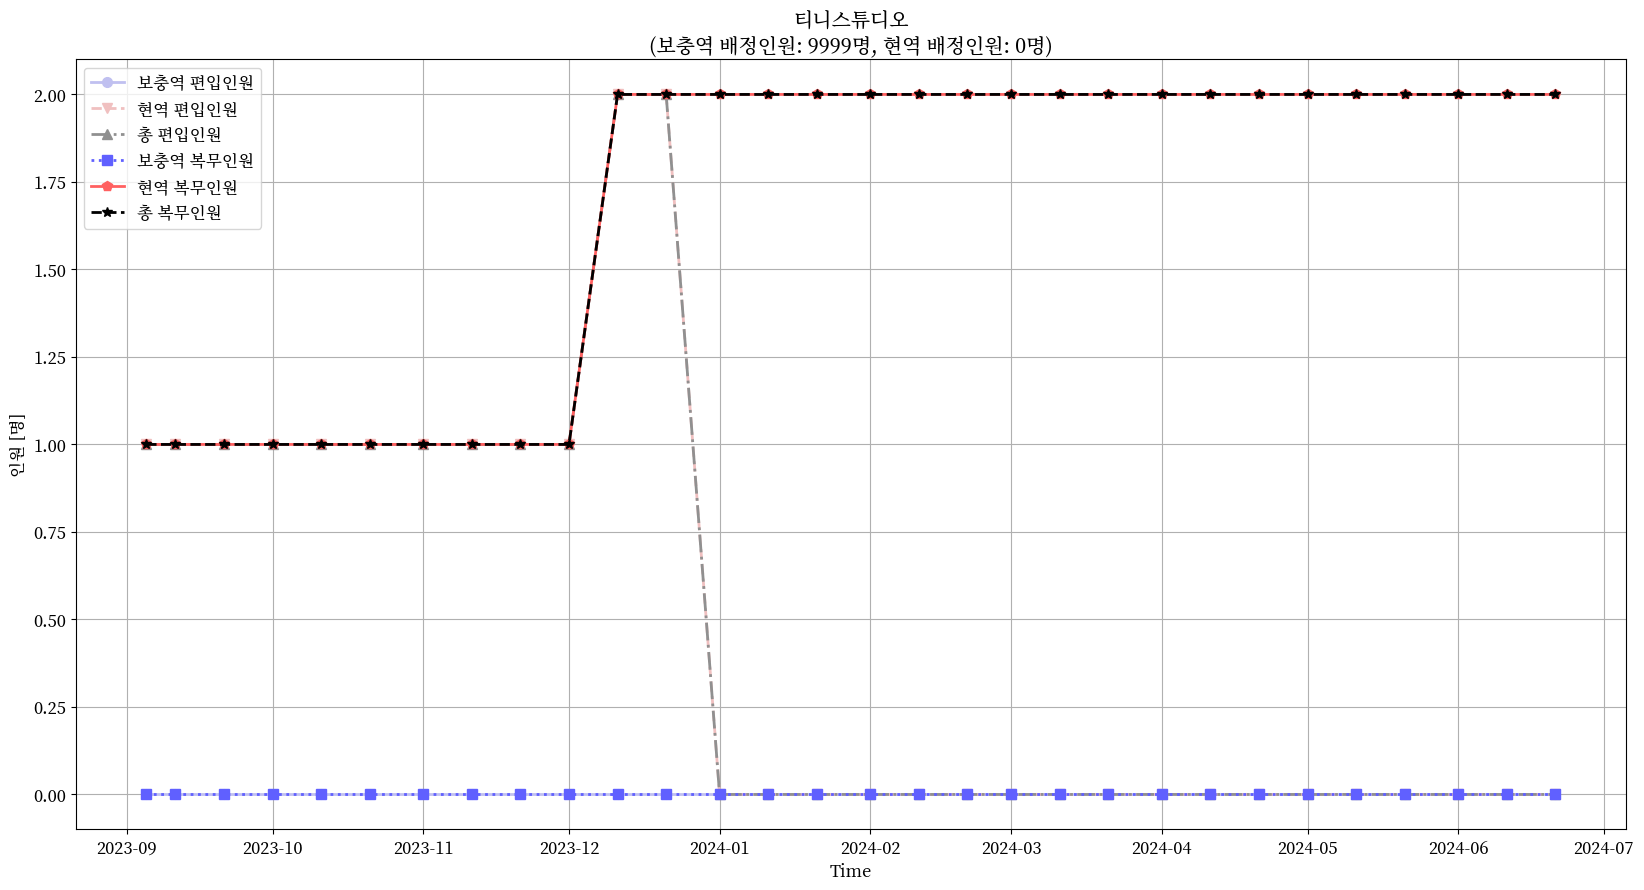 티니스튜디오
(보충역 배정인원: 9999명, 현역 배정인원: 0명)
보충역 편입인원
현역 편입인원
총 편입인원
보충역 복무인원
현역 복무인원
총 복무인원
인원 [명]
2.00
1.75
1.50
1.25
1.00
0.75
0.50
0.25
0.00
2023-09 2023-10 2023-11 2023-12 2024-01 2024-02 2024-03 2024-04 2024-05 2024-06 2024-07
Time